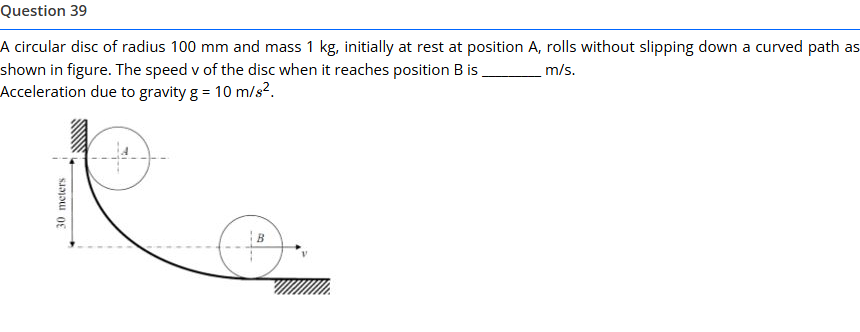 Question 39
A circular disc of radius 100 mm and mass 1 kg, initially at rest at position A, rolls without slipping down a curved path as
shown in figure. The speed v of the disc when it reaches position B is ________ m/s.
Acceleration due to gravity g = 10 m/s².
A
30 meters
B
v